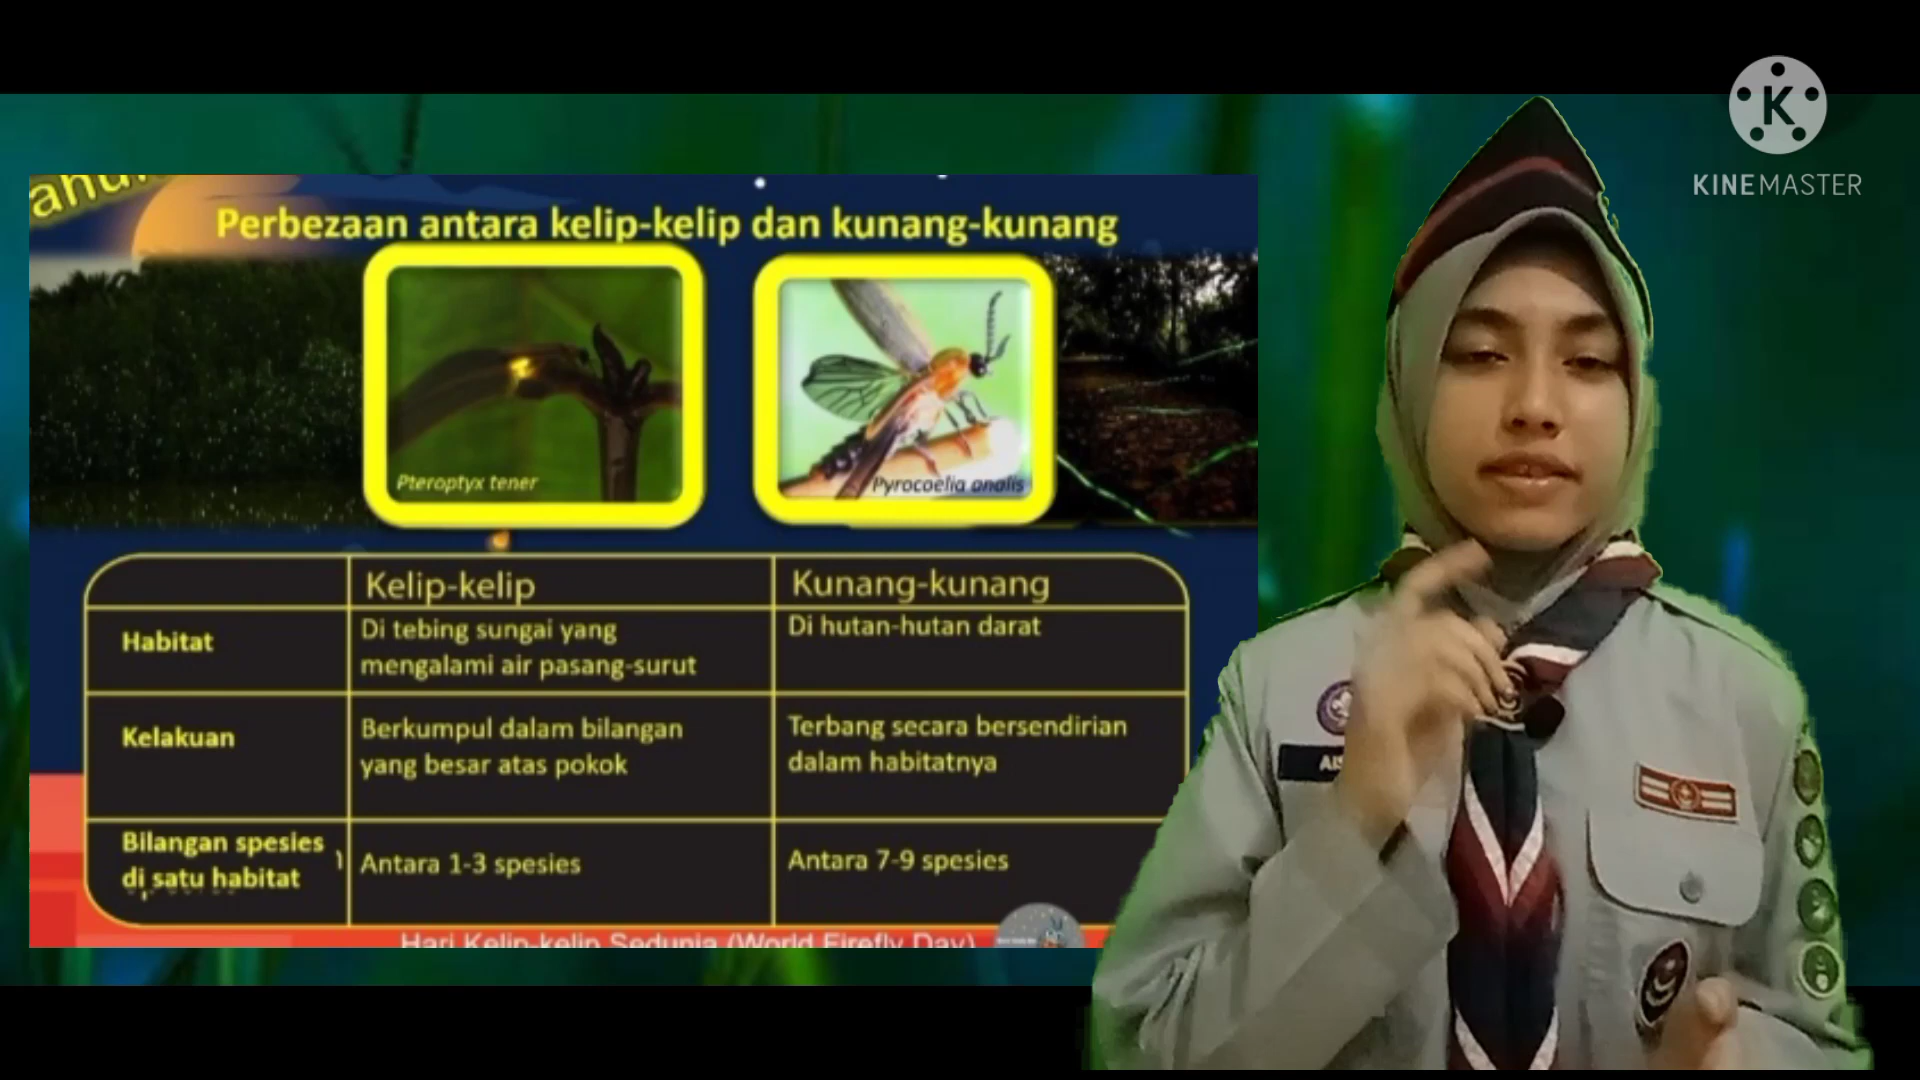 KINEMASTER
Perbezaan antara kelip-kelip dan kunang-kunang
Pteroptyx tener
Pyrocoelia analis
Kelip-kelip
Kunang-kunang
Habitat
Di tebing sungai yang
mengalami air pasang-surut
Di hutan-hutan darat
Kelakuan
Berkumpul dalam bilangan
yang besar atas pokok
Terbang secara bersendirian
dalam habitatnya
Bilangan spesies
di satu habitat
Antara 1-3 spesies
Antara 7-9 spesies
Hari Kelip-kelip Sedunia (World Firefly Day)